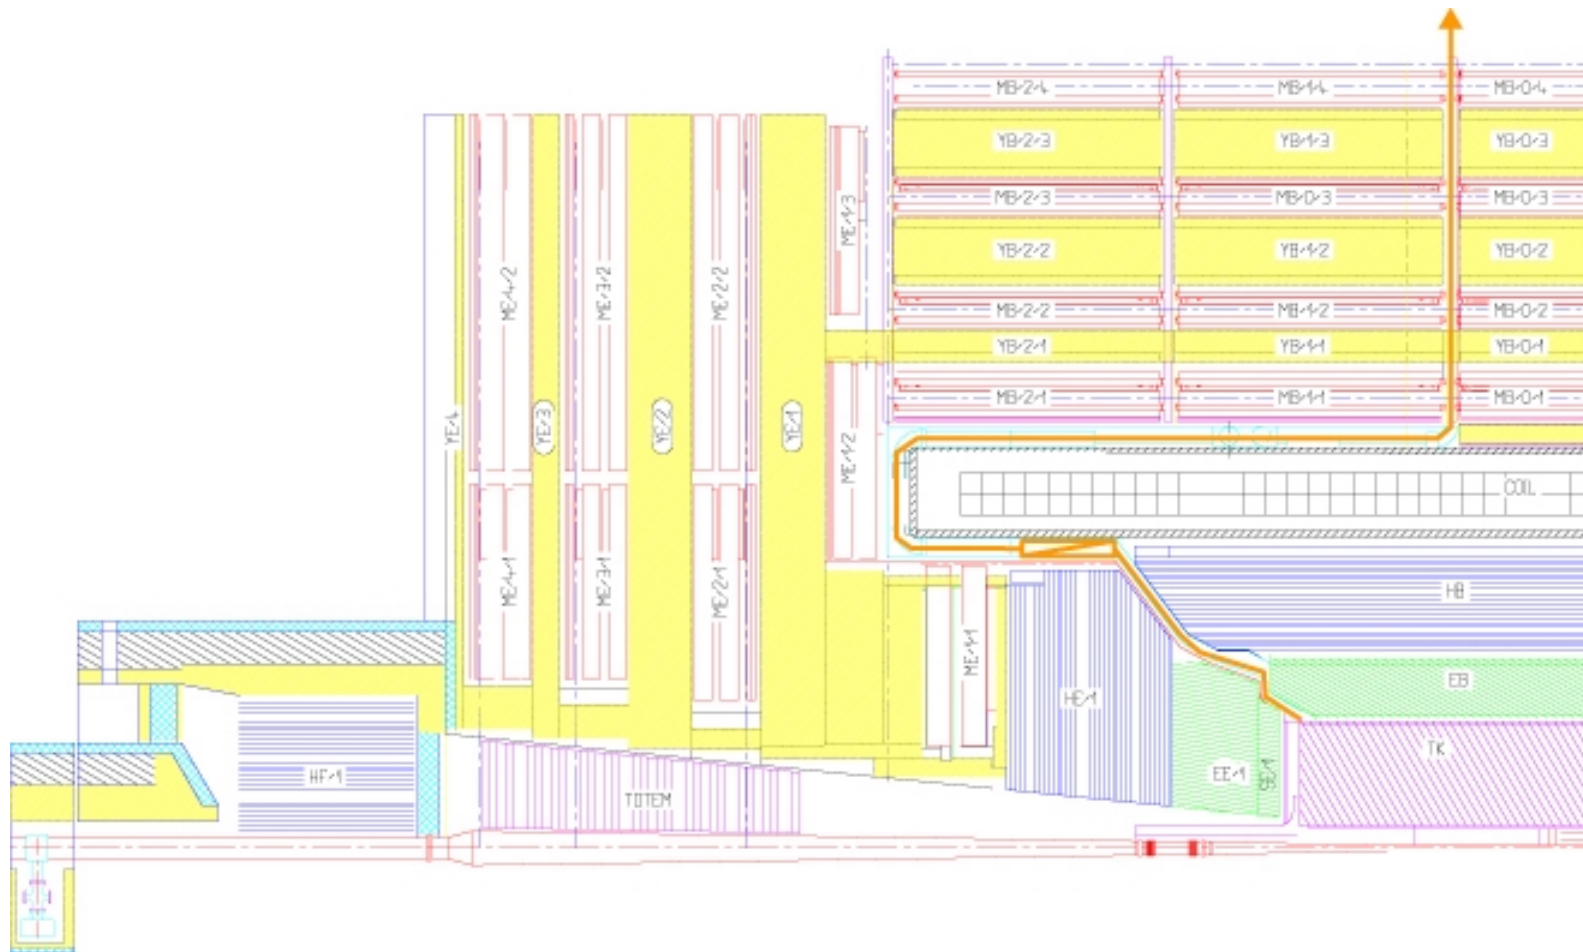 MB/2/4 MB/1/4 MB/0/4
YB/2/3 YB/1/3 YB/0/3
MB/2/3 MB/0/3 MB/0/3
ME/1/3
YB/2/2 YB/1/2 YB/0/2
ME/4/2 ME/3/2 ME/2/2
MB/2/2 MB/1/2 MB/0/2
YB/2/1 YB/1/1 YB/0/1
MB/2/1 MB/1/1 MB/0/1
YE/4 YE/3 YE/2 YE/1
ME/1/2
COIL
ME/4/1 ME/3/1 ME/2/1
HB
ME/1/1
HE/1
EB
TK
HF/1
TOTEM
EE/1
SE/1